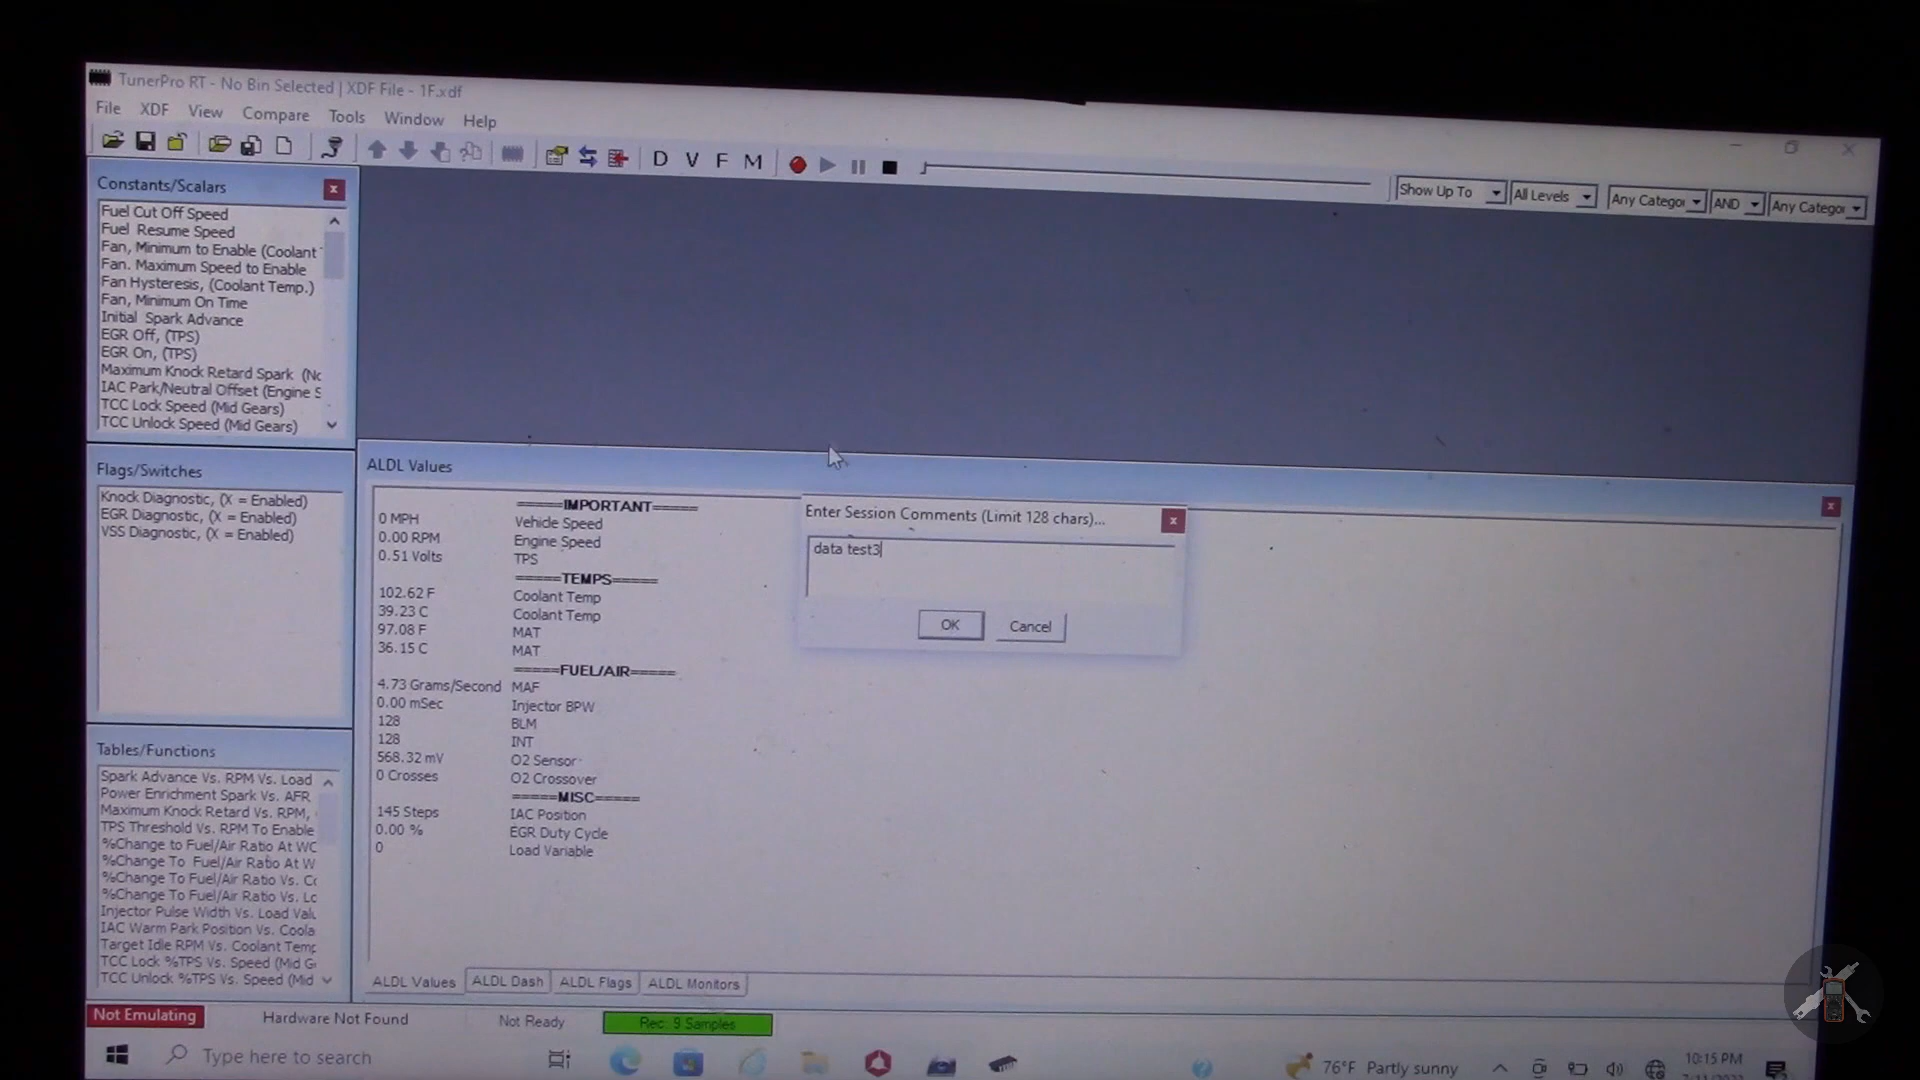 TunerPro RT - No Bin Selected | XDF File - 1F.xdf
File XDF View Compare Tools Window Help
D V F M
Show Up To All Levels Any Categor AND Any Categor
Constants/Scalars
Fuel Cut Off Speed
Fuel Resume Speed
Fan, Minimum to Enable (Coolant
Fan. Maximum Speed to Enable
Fan Hysteresis, (Coolant Temp.)
Fan, Minimum On Time
Initial Spark Advance
EGR Off, (TPS)
EGR On, (TPS)
Maximum Knock Retard Spark (Nc
IAC Park/Neutral Offset (Engine S
TCC Lock Speed (Mid Gears)
TCC Unlock Speed (Mid Gears)
Flags/Switches
Knock Diagnostic, (X = Enabled)
EGR Diagnostic, (X = Enabled)
VSS Diagnostic, (X = Enabled)
Tables/Functions
Spark Advance Vs. RPM Vs. Load
Power Enrichment Spark Vs. AFR
Maximum Knock Retard Vs. RPM,
TPS Threshold Vs. RPM To Enable
%Change to Fuel/Air Ratio At WC
%Change To Fuel/Air Ratio At W
%Change To Fuel/Air Ratio Vs. Cc
%Change To Fuel/Air Ratio Vs. Lc
Injector Pulse Width Vs. Load Valu
IAC Warm Park Position Vs. Coola
Target Idle RPM Vs. Coolant Temp
TCC Lock %TPS Vs. Speed (Mid G
TCC Unlock %TPS Vs. Speed (Mid
ALDL Values
=====IMPORTANT=====
0 MPH Vehicle Speed
0.00 RPM Engine Speed
0.51 Volts TPS
=====TEMPS=====
102.62 F Coolant Temp
39.23 C Coolant Temp
97.08 F MAT
36.15 C MAT
=====FUEL/AIR=====
4.73 Grams/Second MAF
0.00 mSec Injector BPW
128 BLM
128 INT
568.32 mV O2 Sensor
0 Crosses O2 Crossover
=====MISC=====
145 Steps IAC Position
0.00 % EGR Duty Cycle
0 Load Variable
Enter Session Comments (Limit 128 chars)...
data test3
OK Cancel
ALDL Values ALDL Dash ALDL Flags ALDL Monitors
Not Emulating Hardware Not Found Not Ready Rec: 9 Samples
Type here to search
76°F Partly sunny
10:15 PM